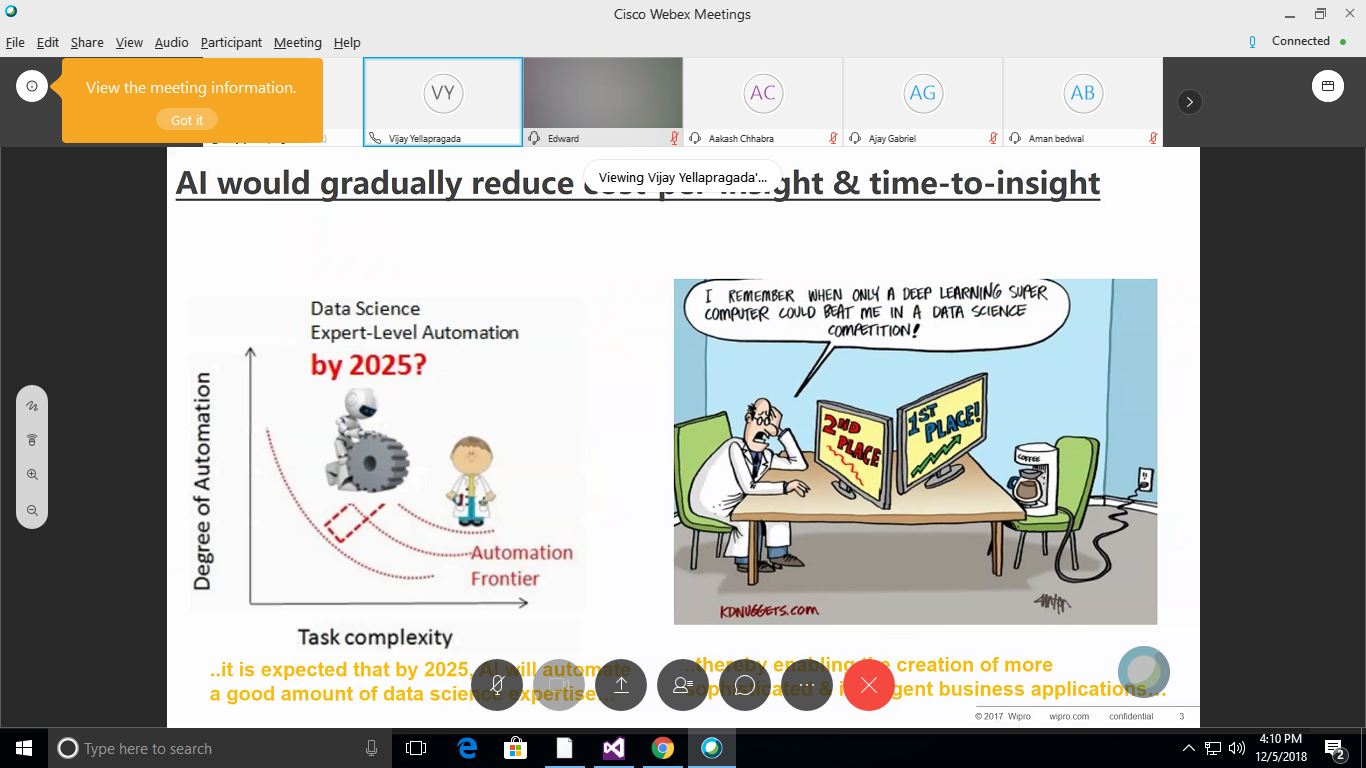 Cisco Webex Meetings
File Edit Share View Audio Participant Meeting Help
Connected
View the meeting information.
Got it
VY
AC
AG
AB
Vijay Yellapragada
Edward
Aakash Chhabra
Ajay Gabriel
Aman bedwal
Viewing Vijay Yellapragada'...
AI would gradually reduce cost per insight & time-to-insight
Data Science
Expert-Level Automation
by 2025?
Degree of Automation
Automation
Frontier
Task complexity
I REMEMBER WHEN ONLY A DEEP LEARNING SUPER
COMPUTER COULD BEAT ME IN A DATA SCIENCE
COMPETITION!
2ND
PLACE
1ST
PLACE!
COFFEE
KDNUGGETS.COM
..it is expected that by 2025, AI will automate
a good amount of data science expertise...
..thereby enabling the creation of more
sophisticated & intelligent business applications...
© 2017 Wipro wipro.com confidential 3
Type here to search
4:10 PM
12/5/2018
2